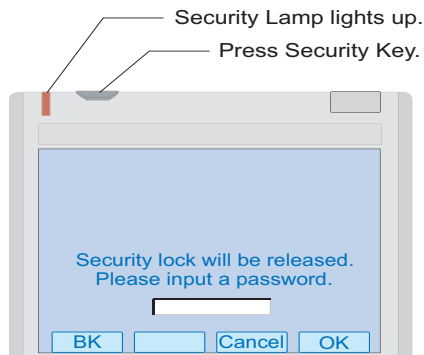 Security Lamp lights up.
Press Security Key.
Security lock will be released.
Please input a password.
BK Cancel OK